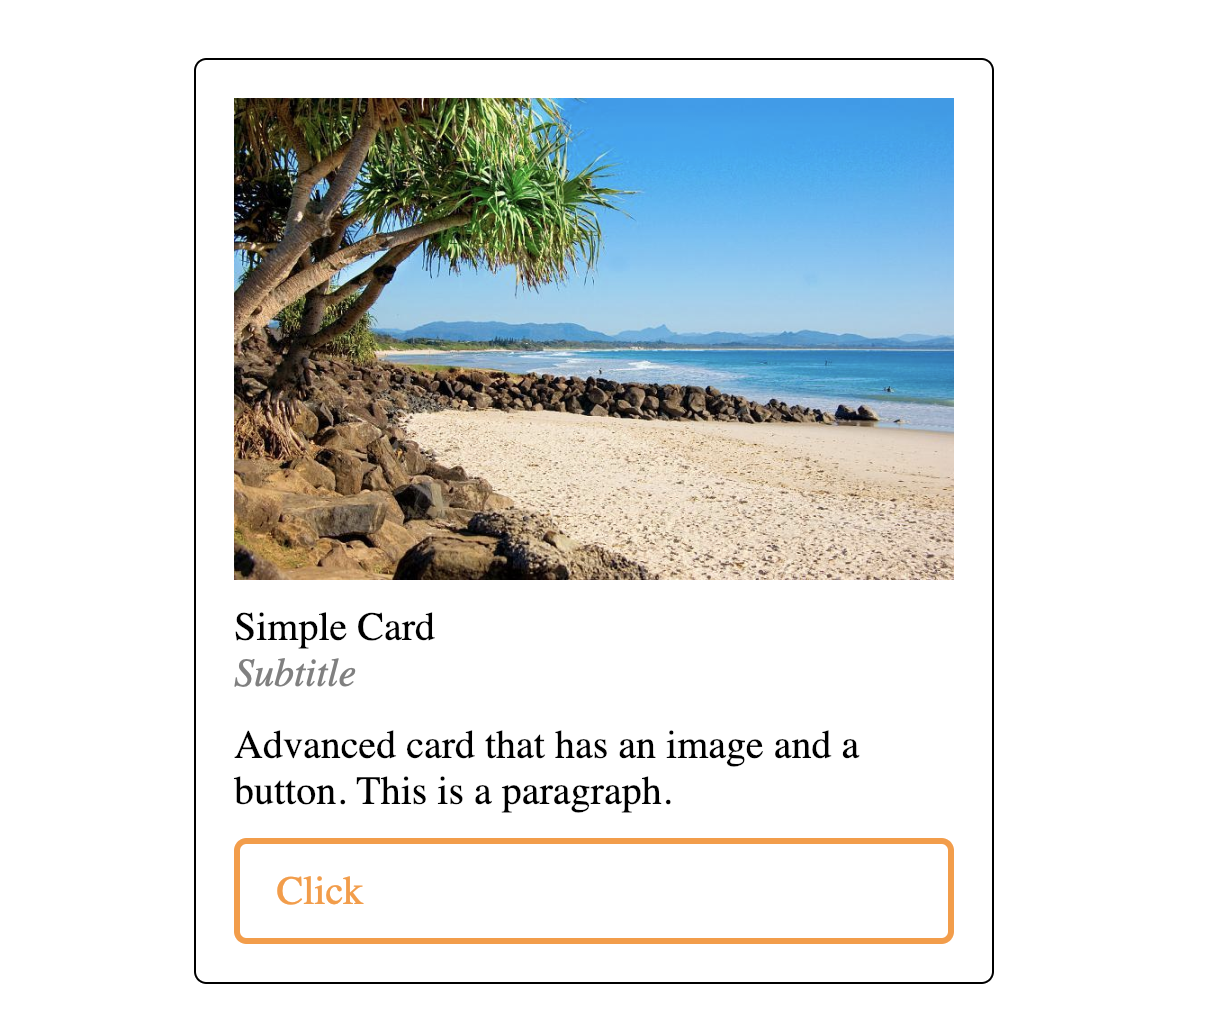 Simple Card
Subtitle
Advanced card that has an image and a
button. This is a paragraph.
Click